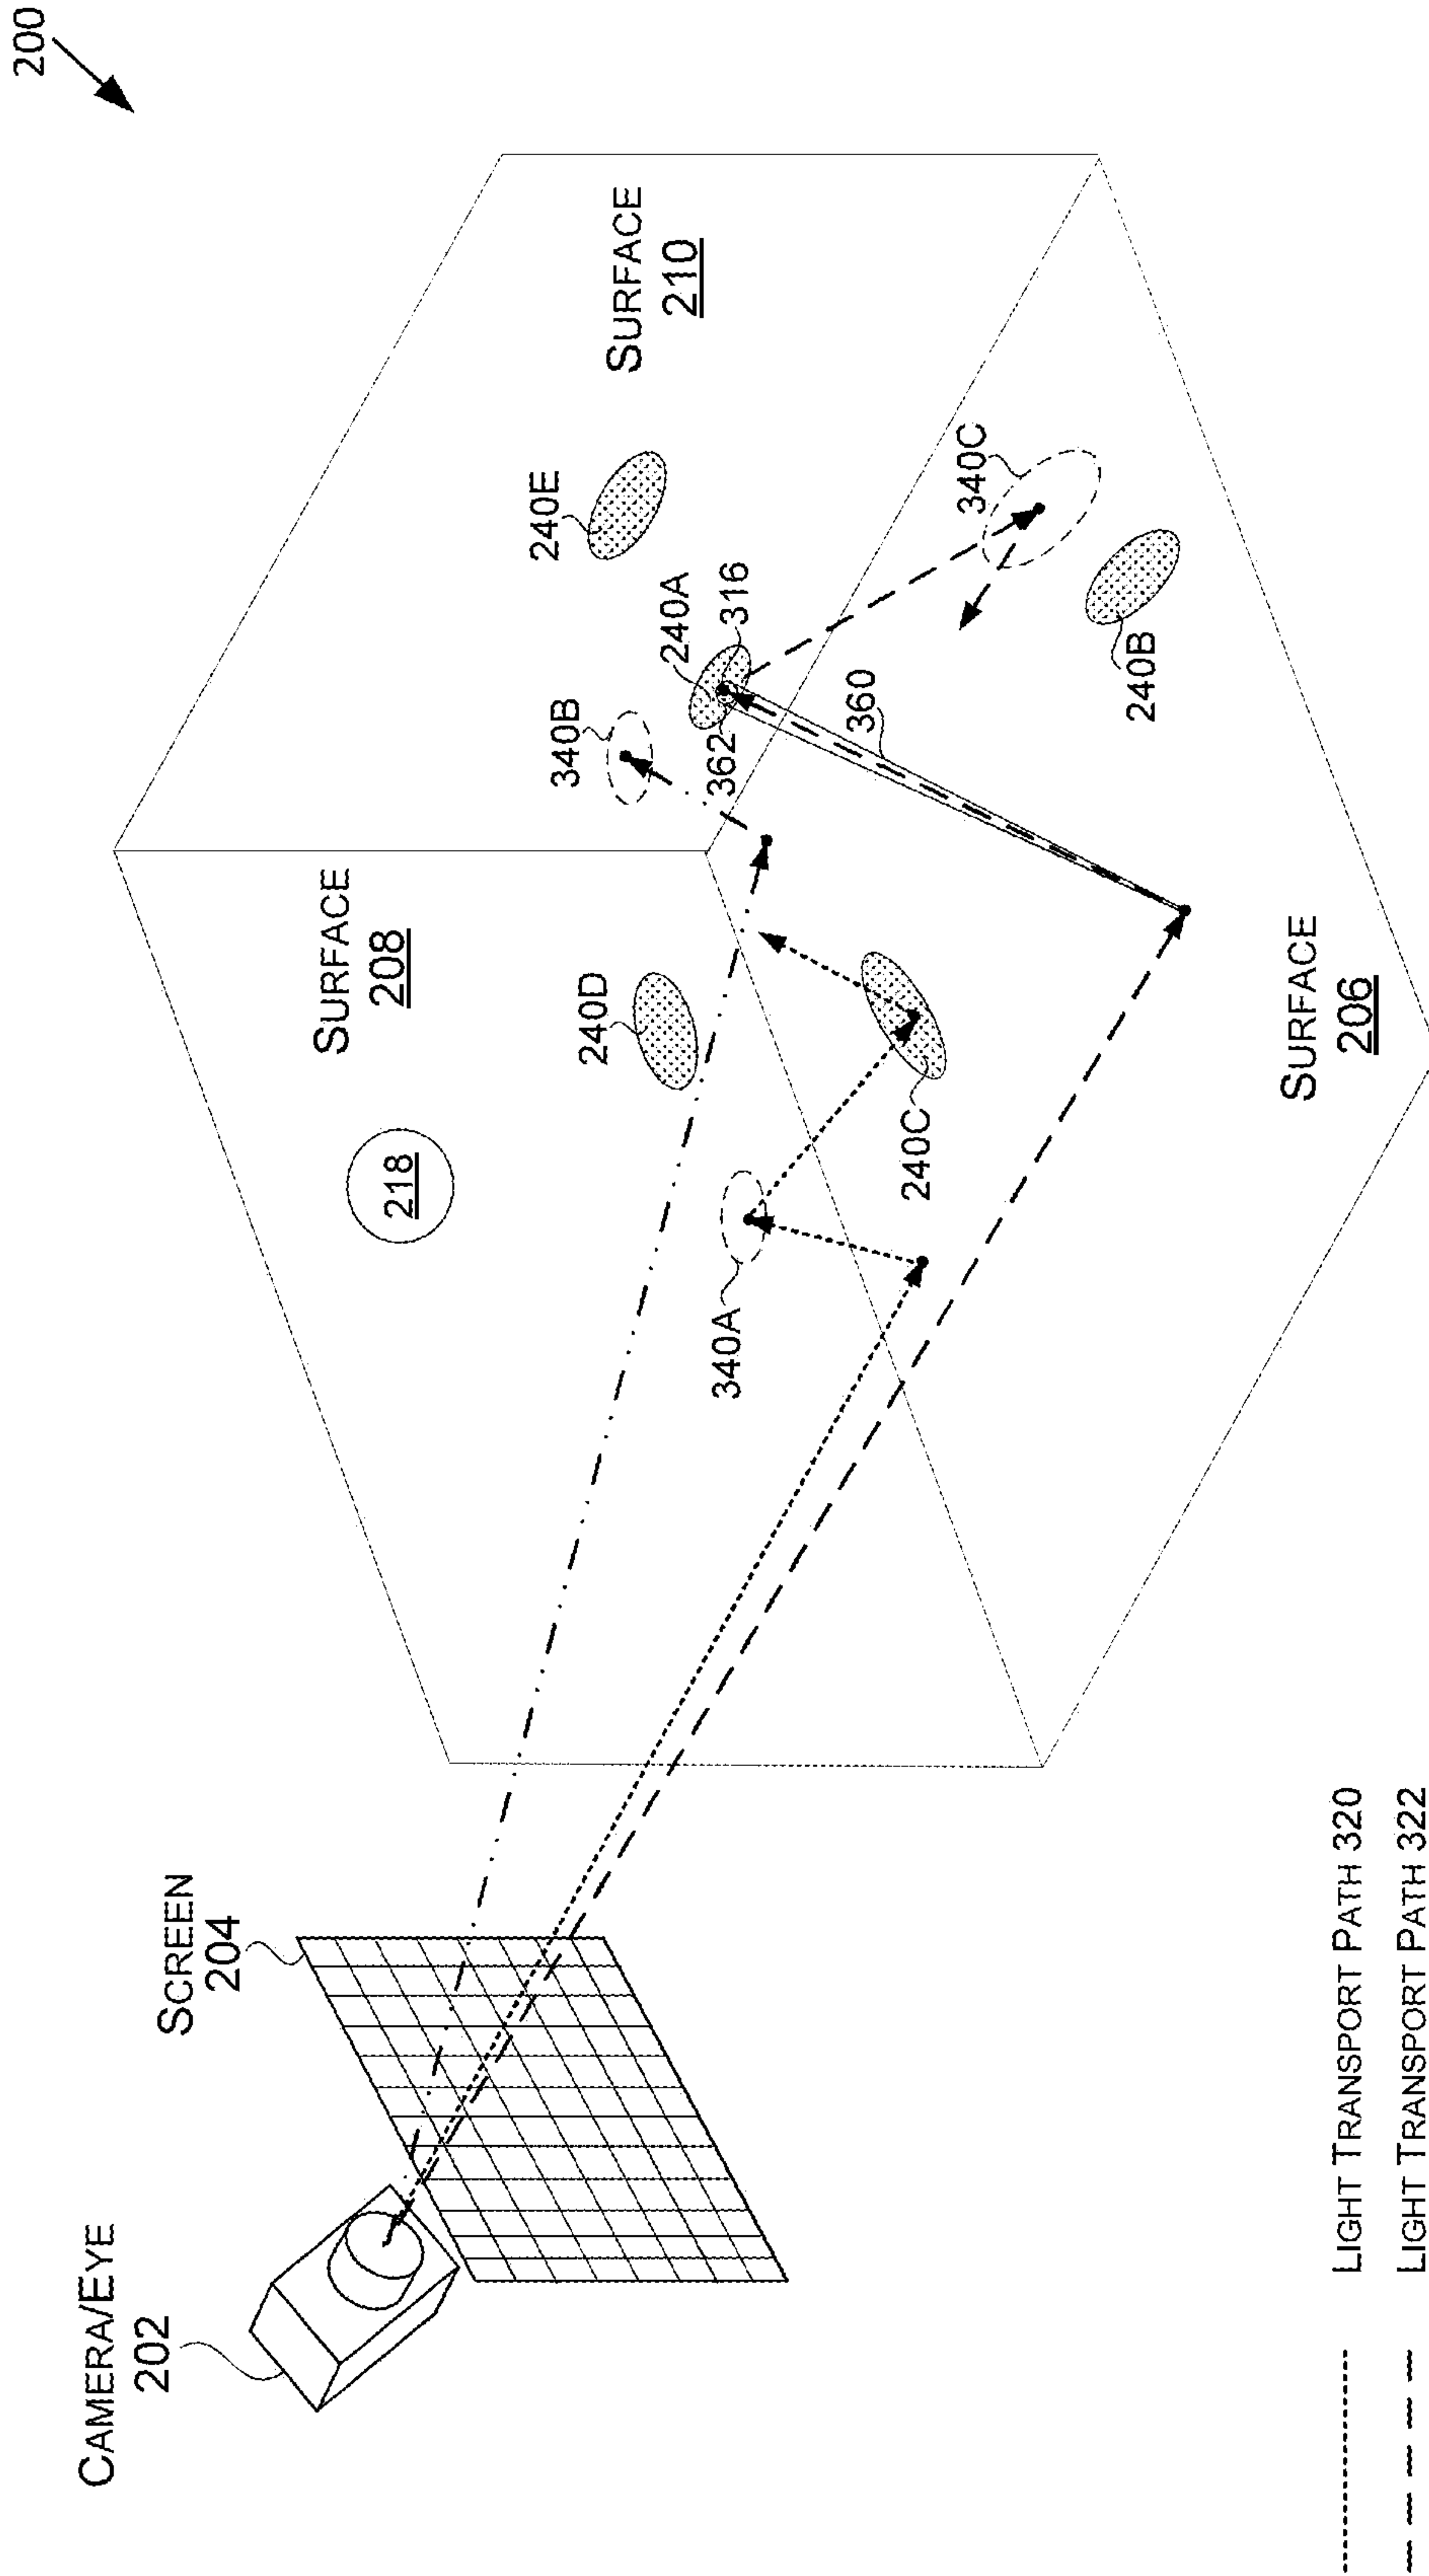 200
CAMERA/EYE
202
SCREEN
204
SURFACE
208
218
SURFACE
210
240D
240E
340B
240A
362
316
340A
240C
360
340C
240B
SURFACE
206
LIGHT TRANSPORT PATH 320
LIGHT TRANSPORT PATH 322